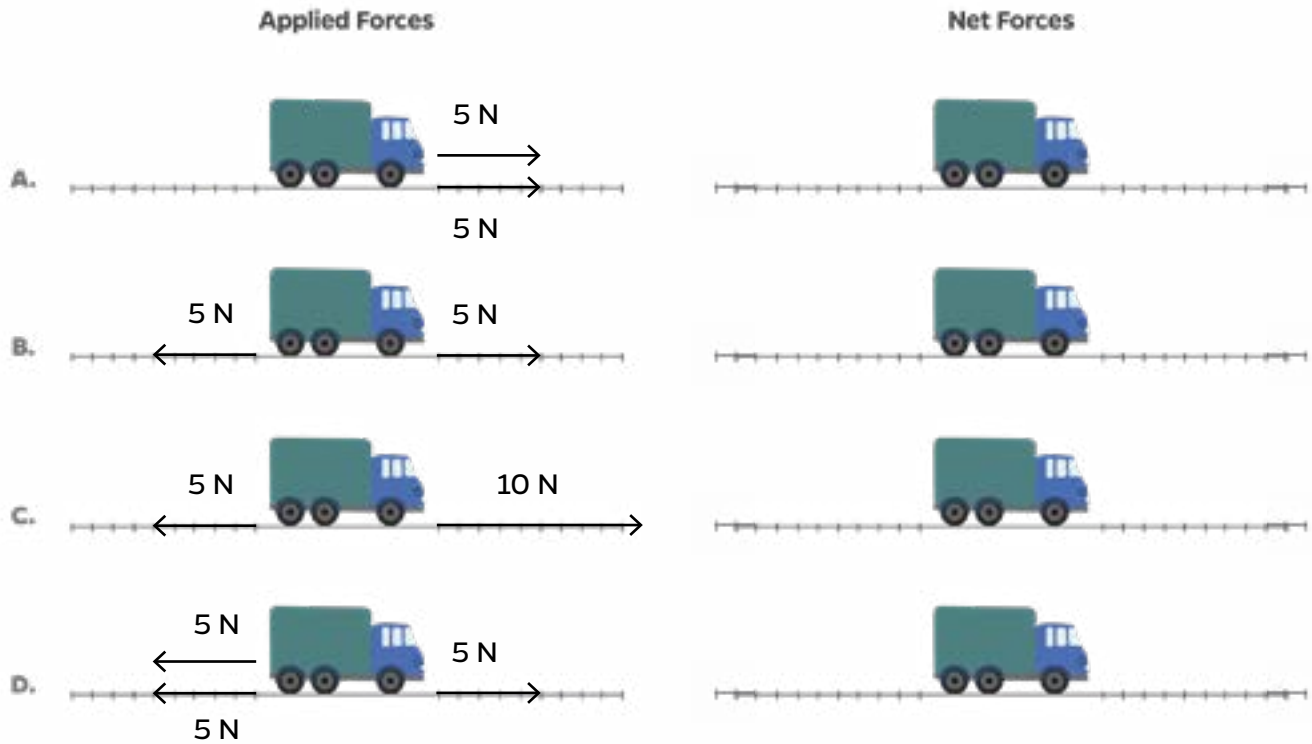 Applied Forces Net Forces
5 N
A.
5 N
5 N 5 N
B.
5 N 10 N
C.
5 N
5 N
D.
5 N